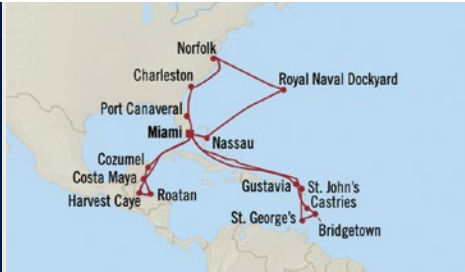 Norfolk
Charleston
Royal Naval Dockyard
Port Canaveral
Miami
Nassau
Cozumel
Costa Maya
Harvest Caye
Roatan
Gustavia
St. John's
Castries
St. George's
Bridgetown